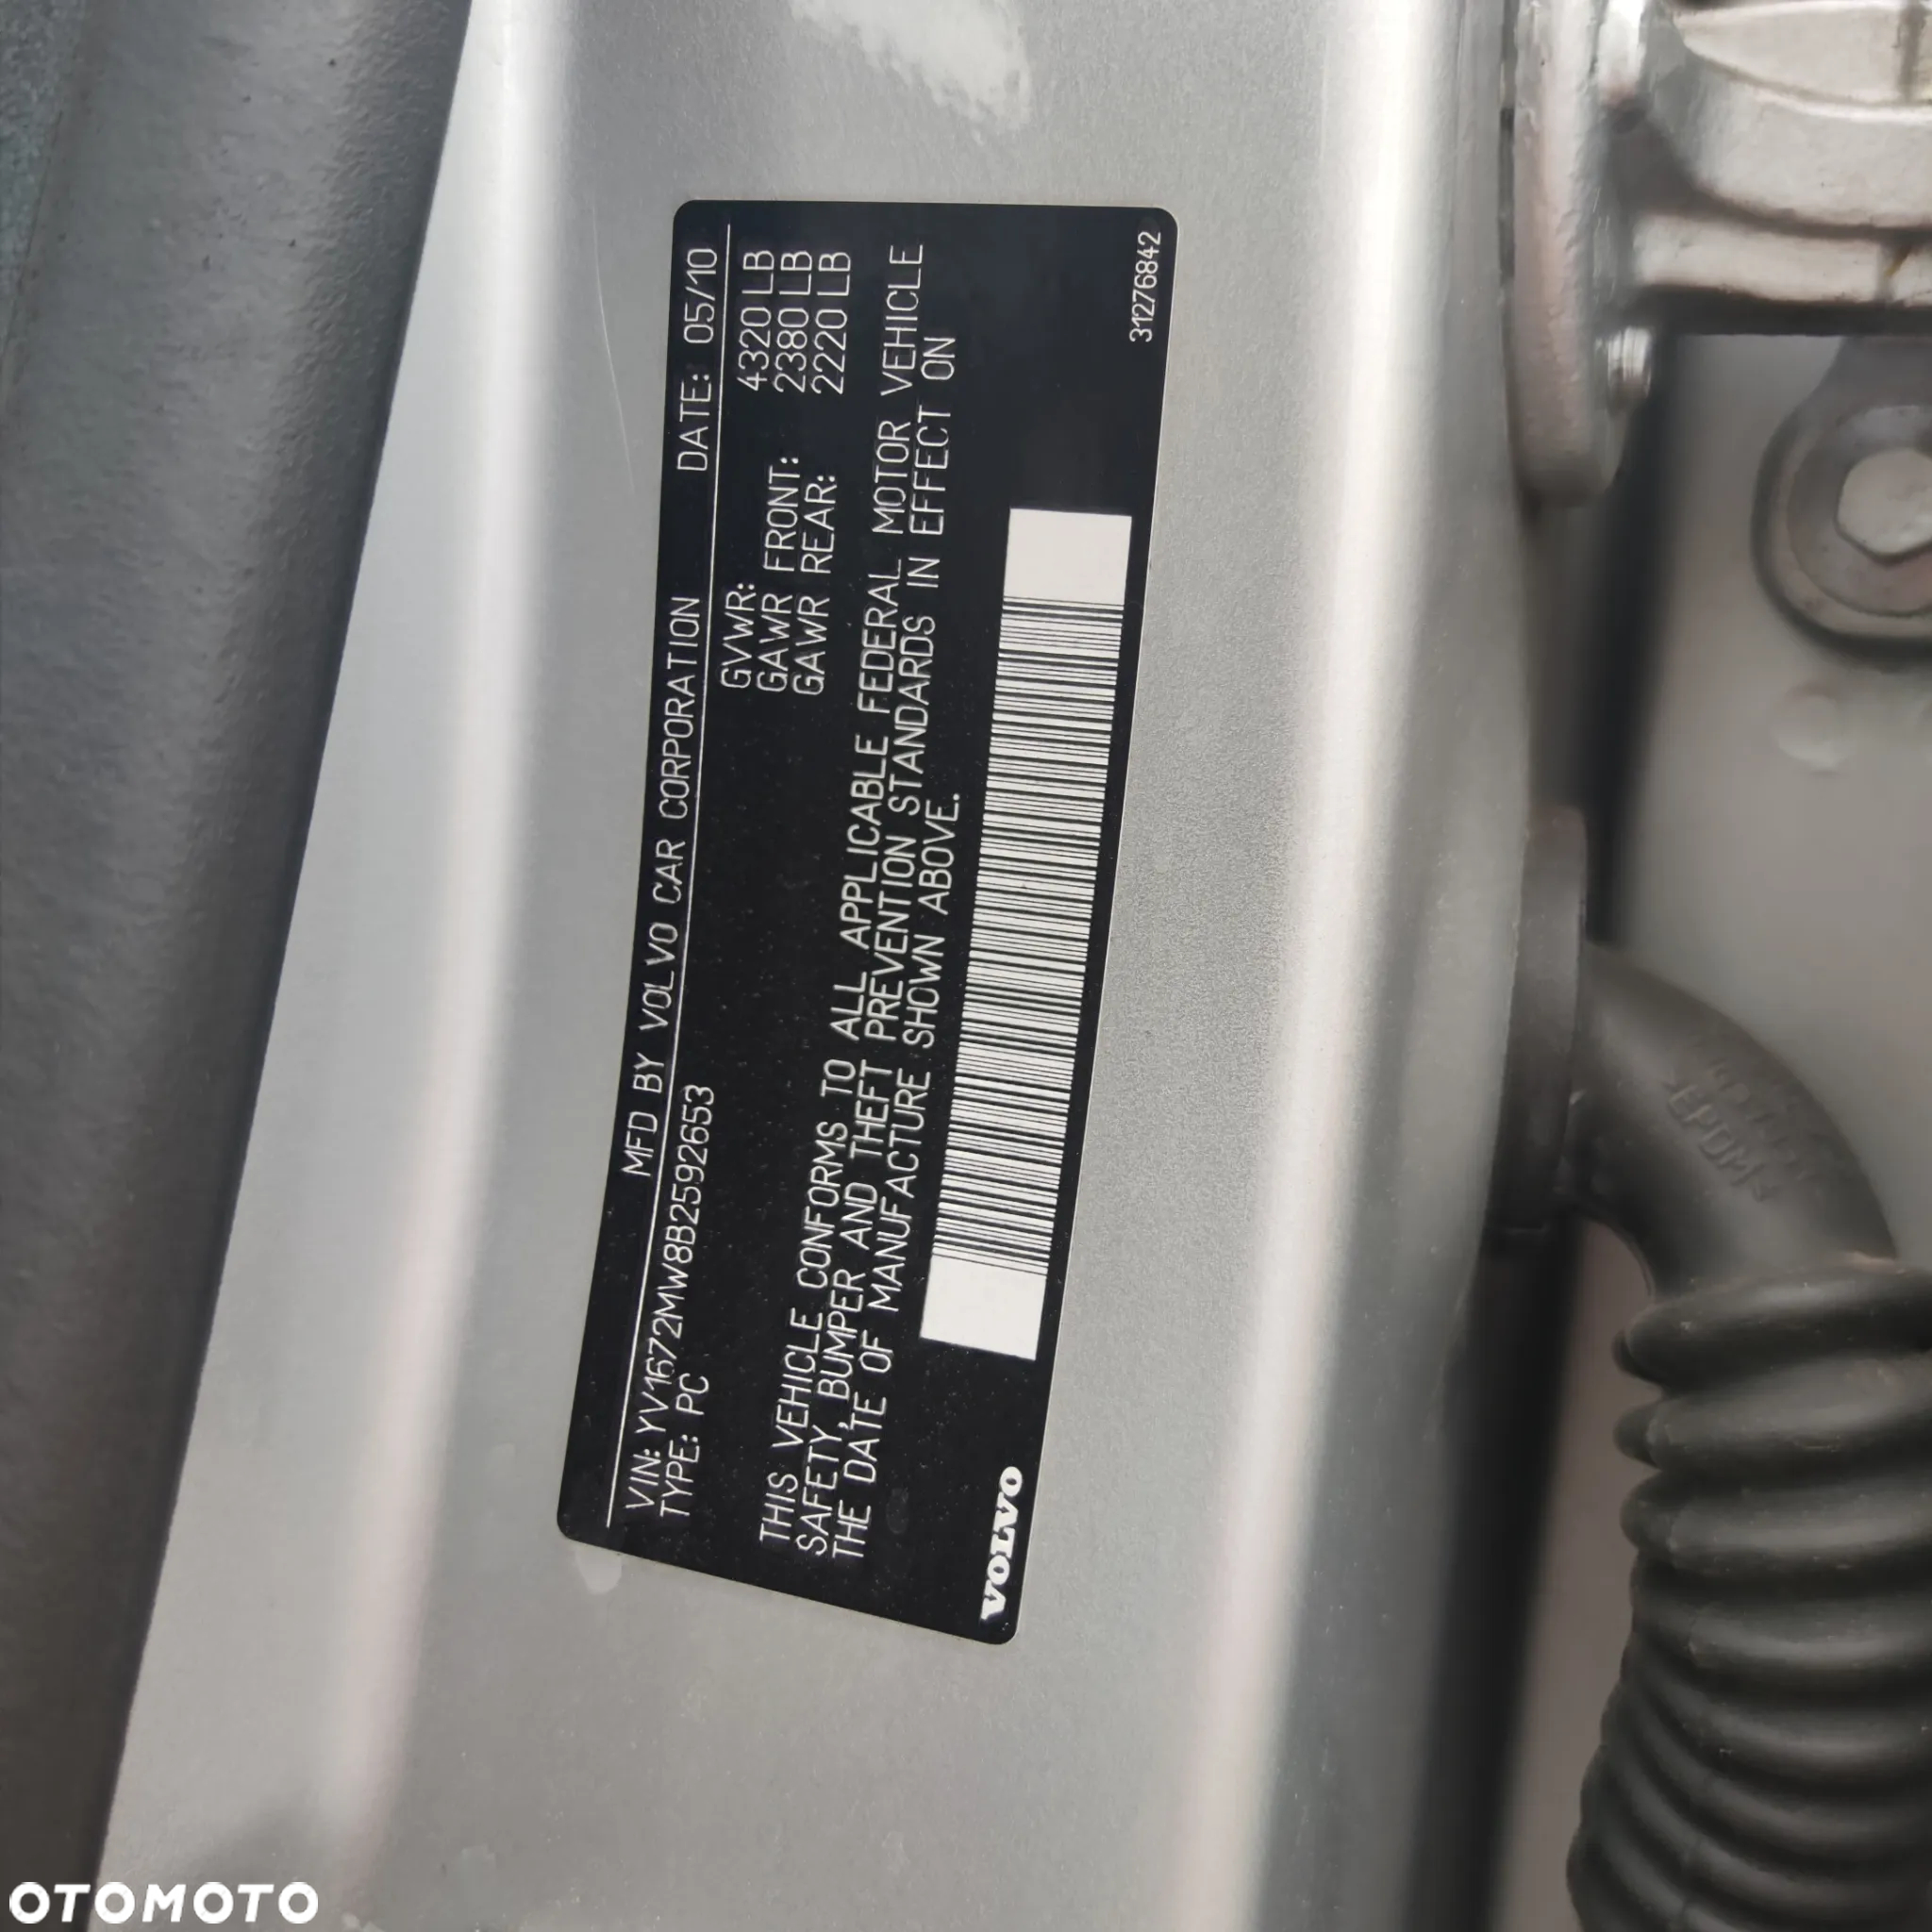 MFD BY VOLVO CAR CORPORATION DATE: 05/10
VIN: YV1672MW8B2592653
TYPE: PC
GVWR: 4320 LB
GAWR FRONT: 2380 LB
GAWR REAR: 2220 LB
THIS VEHICLE CONFORMS TO ALL APPLICABLE FEDERAL MOTOR VEHICLE
SAFETY, BUMPER AND THEFT PREVENTION STANDARDS IN EFFECT ON
THE DATE OF MANUFACTURE SHOWN ABOVE.
VOLVO
31276842
>EPDM<
OTOMOTO